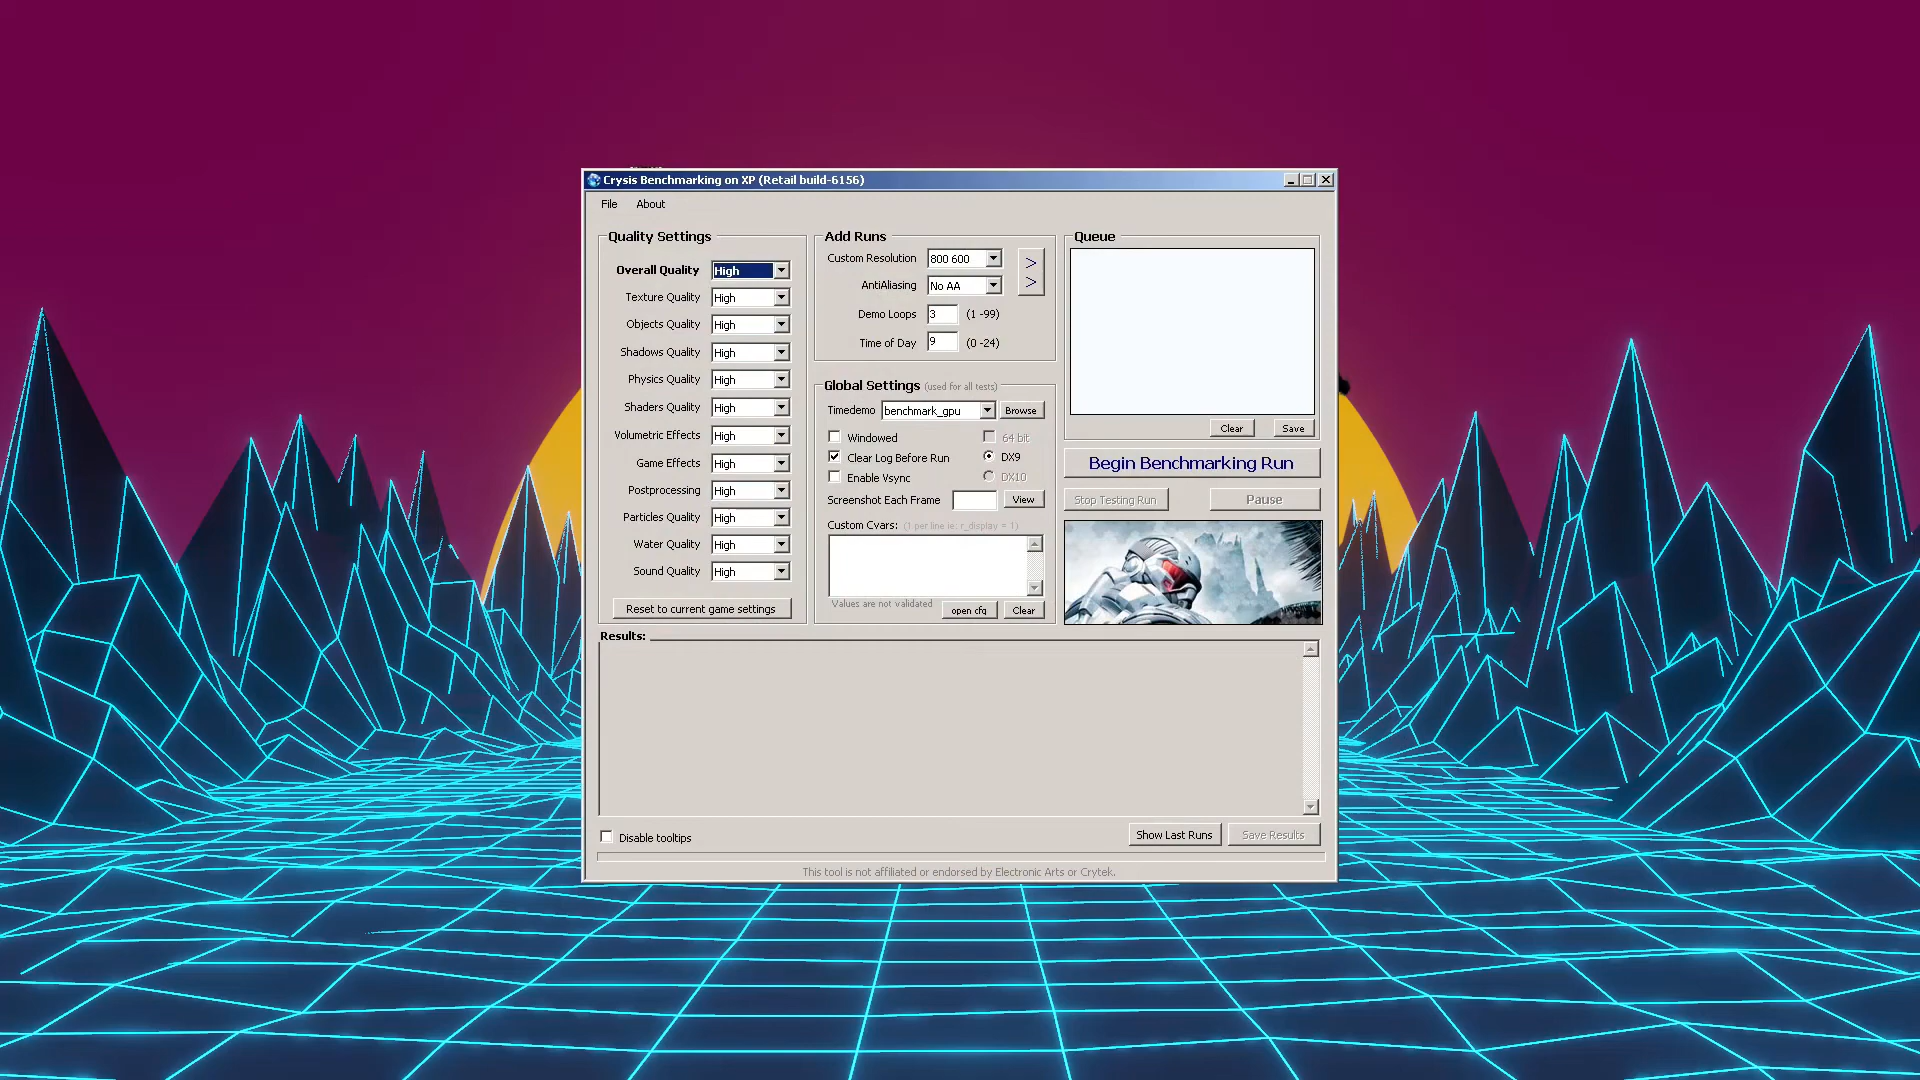 Crysis Benchmarking on XP (Retail build-6156)
File About
Quality Settings
Overall Quality High
Texture Quality High
Objects Quality High
Shadows Quality High
Physics Quality High
Shaders Quality High
Volumetric Effects High
Game Effects High
Postprocessing High
Particles Quality High
Water Quality High
Sound Quality High
Reset to current game settings
Add Runs
Custom Resolution 800 600
AntiAliasing No AA
Demo Loops 3 (1 -99)
Time of Day 9 (0 -24)
> >
Global Settings (used for all tests)
Timedemo benchmark_gpu Browse
Windowed 64 bit
Clear Log Before Run DX9
Enable Vsync DX10
Screenshot Each Frame View
Custom Cvars: (1 per line ie. r_display = 1)
Values are not validated open cfg Clear
Queue
Clear Save
Begin Benchmarking Run
Stop Testing Run Pause
Results:
Disable tooltips Show Last Runs Save Results
This tool is not affiliated or endorsed by Electronic Arts or Crytek.